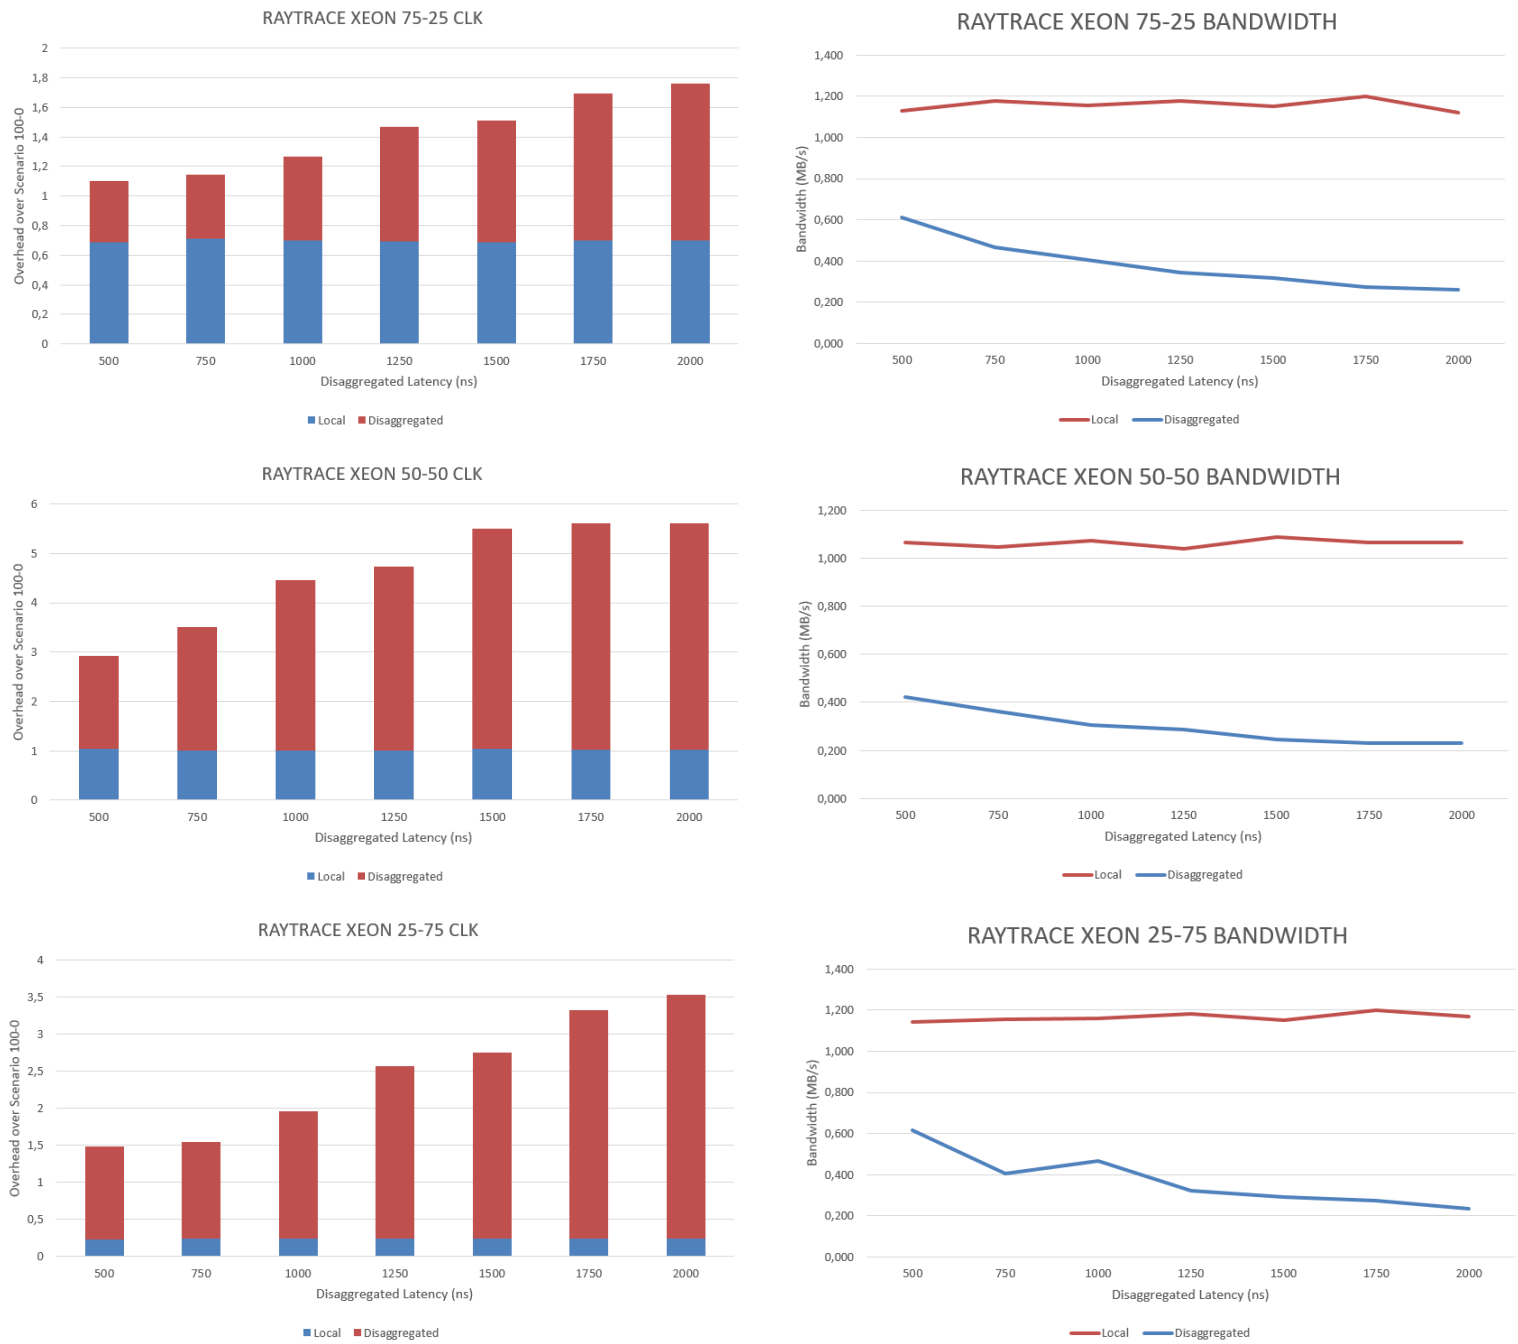 RAYTRACE XEON 75-25 CLK
Overhead over Scenario 100-0
2
1,8
1,6
1,4
1,2
1
0,8
0,6
0,4
0,2
0
500 750 1000 1250 1500 1750 2000
Disaggregated Latency (ns)
Local Disaggregated
RAYTRACE XEON 75-25 BANDWIDTH
Bandwidth (MB/s)
1,400
1,200
1,000
0,800
0,600
0,400
0,200
0,000
500 750 1000 1250 1500 1750 2000
Disaggregated Latency (ns)
Local Disaggregated
RAYTRACE XEON 50-50 CLK
Overhead over Scenario 100-0
6
5
4
3
2
1
0
500 750 1000 1250 1500 1750 2000
Disaggregated Latency (ns)
Local Disaggregated
RAYTRACE XEON 50-50 BANDWIDTH
Bandwidth (MB/s)
1,200
1,000
0,800
0,600
0,400
0,200
0,000
500 750 1000 1250 1500 1750 2000
Disaggregated Latency (ns)
Local Disaggregated
RAYTRACE XEON 25-75 CLK
Overhead over Scenario 100-0
4
3,5
3
2,5
2
1,5
1
0,5
0
500 750 1000 1250 1500 1750 2000
Disaggregated Latency (ns)
Local Disaggregated
RAYTRACE XEON 25-75 BANDWIDTH
Bandwidth (MB/s)
1,400
1,200
1,000
0,800
0,600
0,400
0,200
0,000
500 750 1000 1250 1500 1750 2000
Disaggregated Latency (ns)
Local Disaggregated